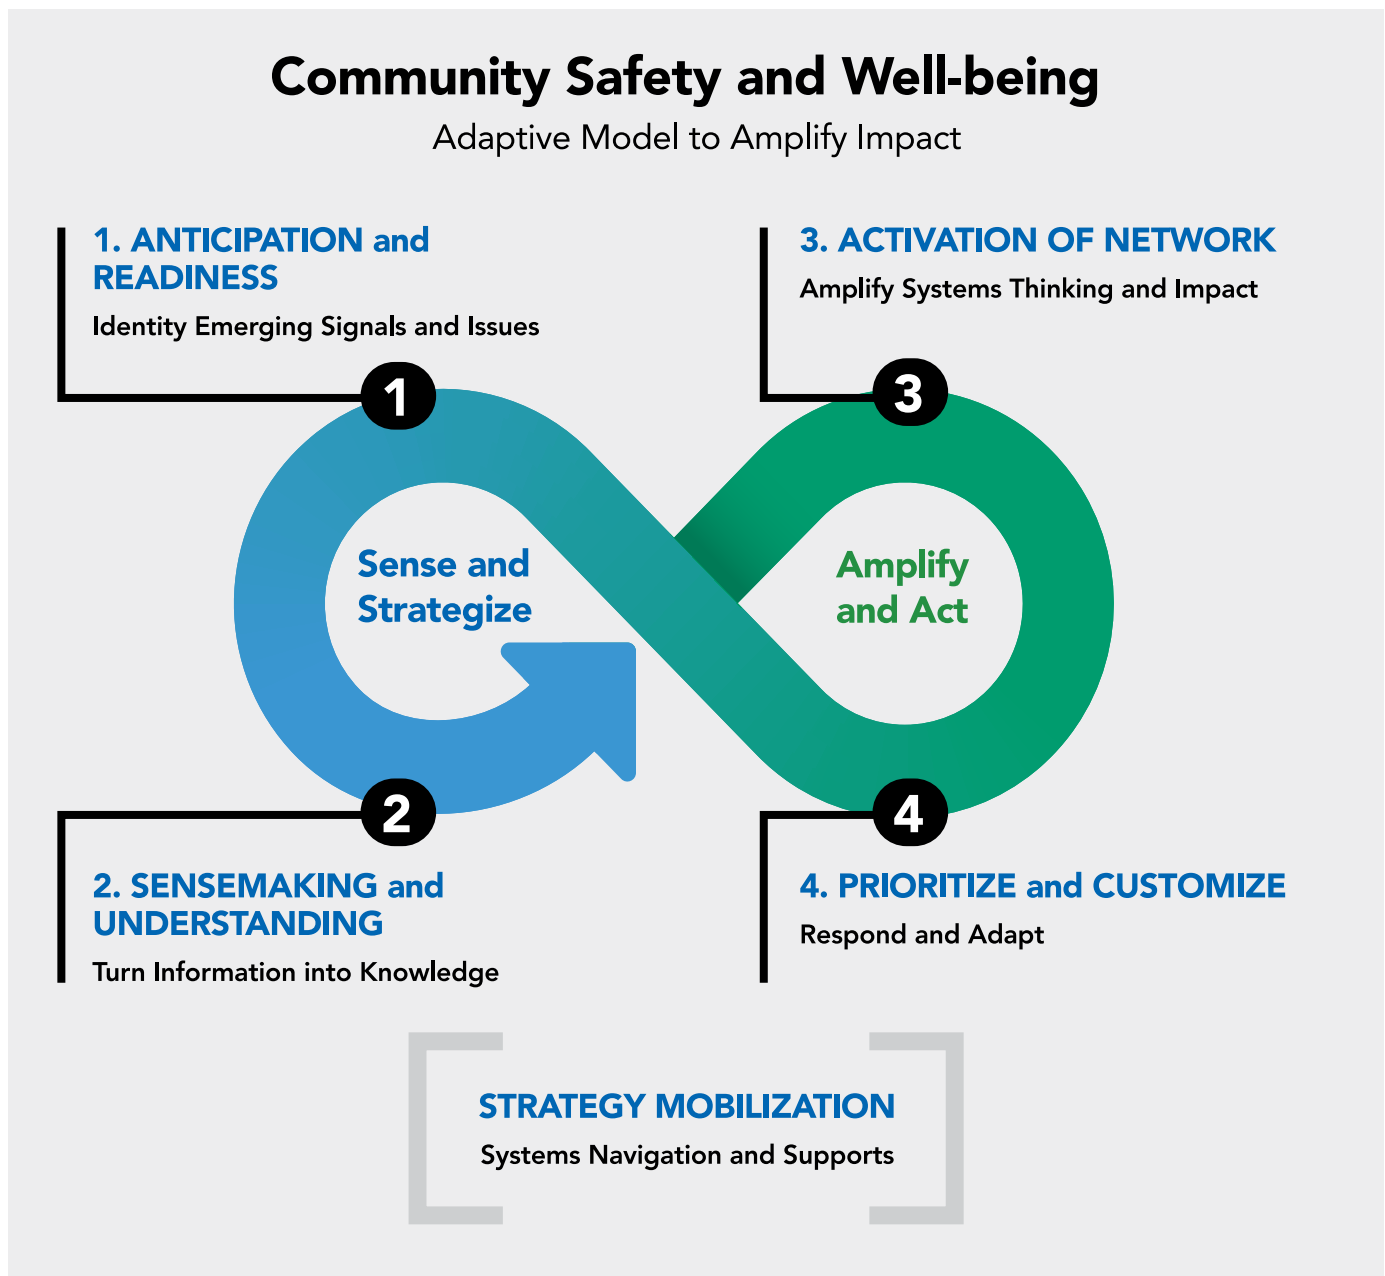 Community Safety and Well-being
Adaptive Model to Amplify Impact
1. ANTICIPATION and
READINESS
Identity Emerging Signals and Issues
1
3. ACTIVATION OF NETWORK
Amplify Systems Thinking and Impact
3
Sense and
Strategize
Amplify
and Act
2
2. SENSEMAKING and
UNDERSTANDING
Turn Information into Knowledge
4
4. PRIORITIZE and CUSTOMIZE
Respond and Adapt
STRATEGY MOBILIZATION
Systems Navigation and Supports